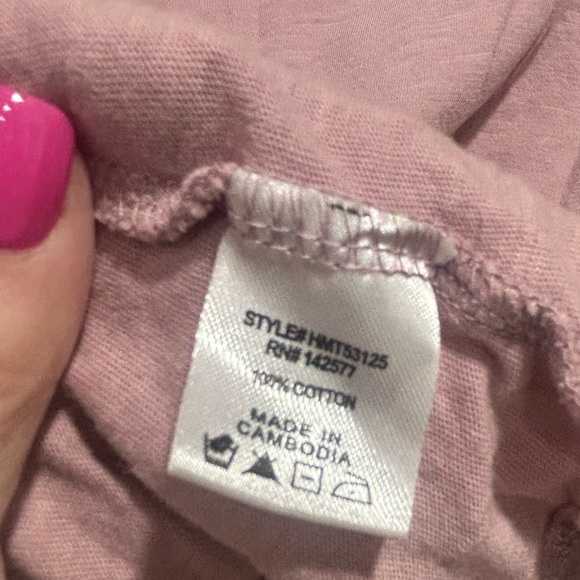 STYLE# HMT53125
RN# 142577
100% COTTON
MADE IN
CAMBODIA